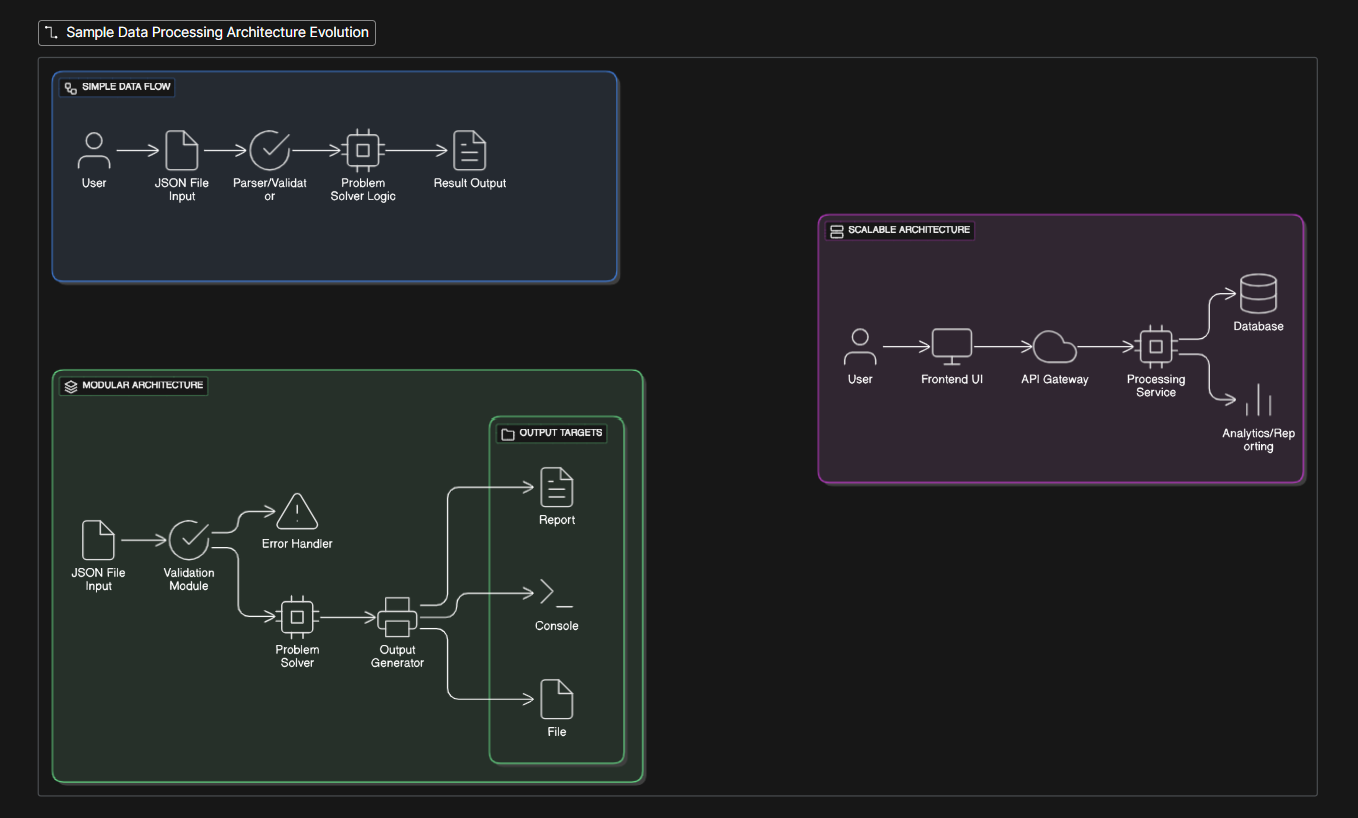 Sample Data Processing Architecture Evolution
SIMPLE DATA FLOW
User
JSON File
Input
Parser/Validat
or
Problem
Solver Logic
Result Output
SCALABLE ARCHITECTURE
User
Frontend UI
API Gateway
Processing
Service
Database
Analytics/Rep
orting
MODULAR ARCHITECTURE
JSON File
Input
Validation
Module
Error Handler
Problem
Solver
Output
Generator
OUTPUT TARGETS
Report
Console
File